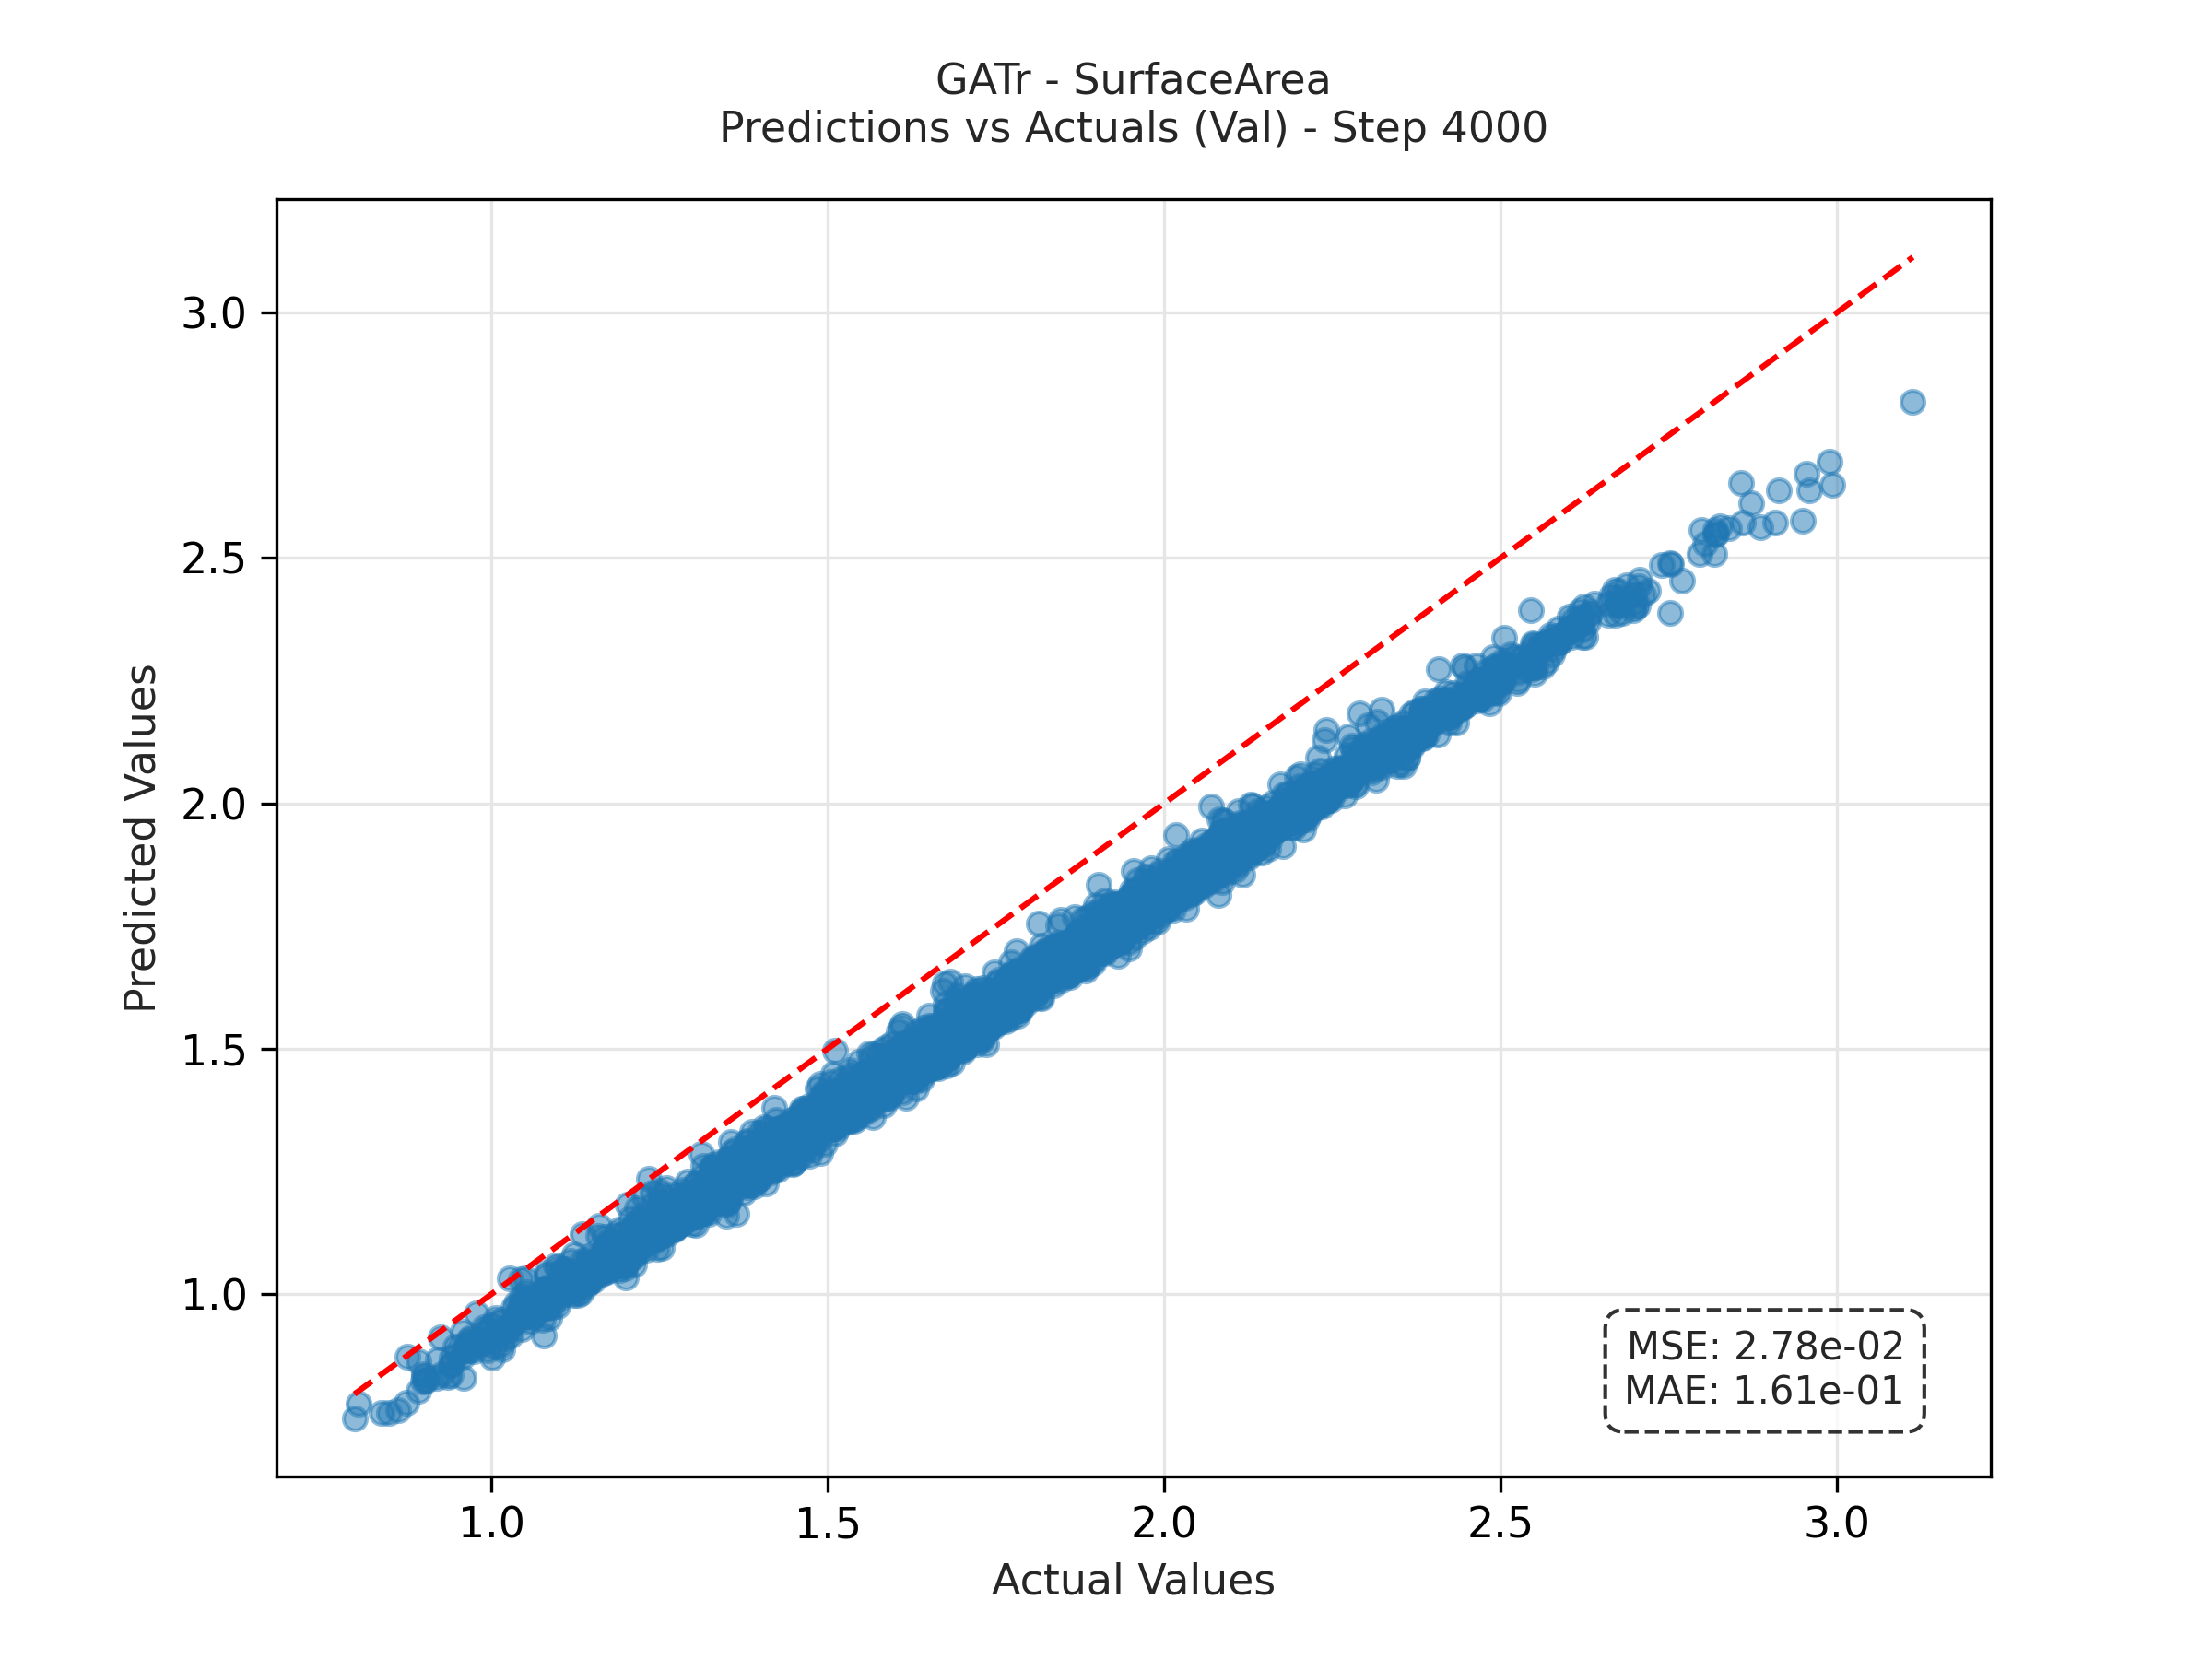 GATr - SurfaceArea
Predictions vs Actuals (Val) - Step 4000
3.0
2.5
2.0
1.5
1.0
Predicted Values
MSE: 2.78e-02
MAE: 1.61e-01
1.0 1.5 2.0 2.5 3.0
Actual Values